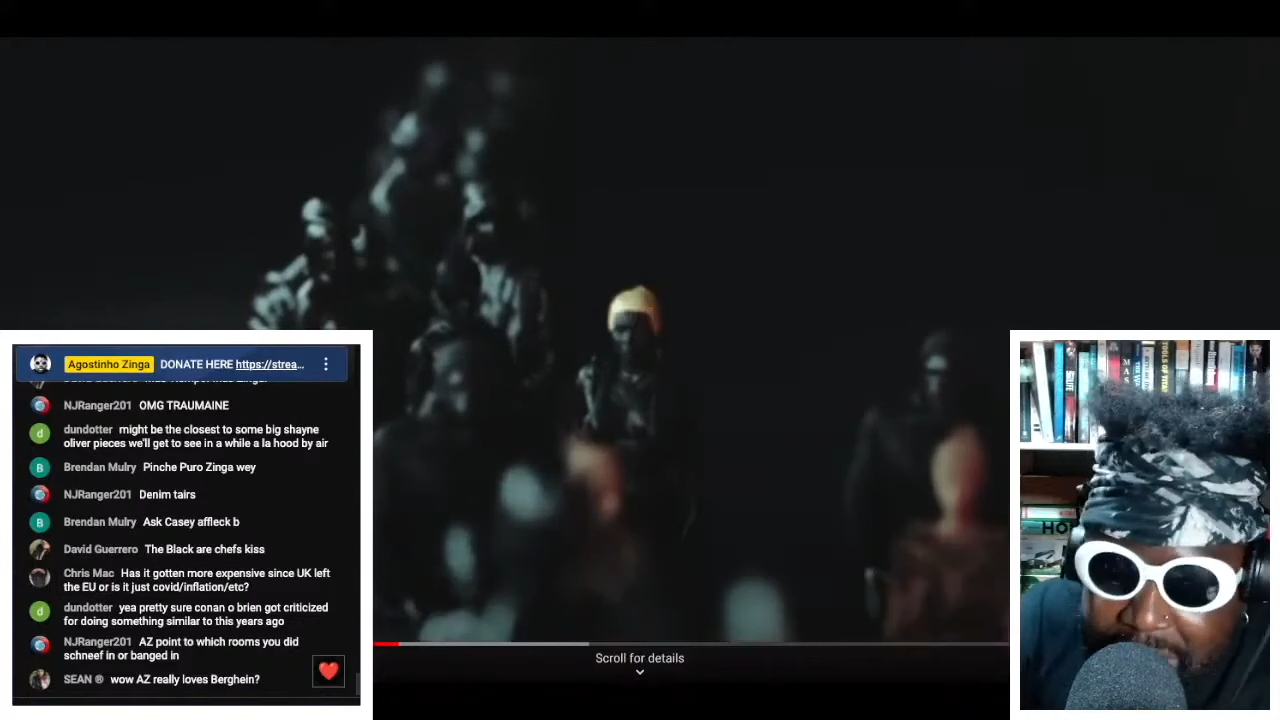 Agostinho Zinga DONATE HERE https://strea...
NJRanger201 OMG TRAUMAINE
dundotter might be the closest to some big shayne
oliver pieces we'll get to see in a while a la hood by air
Brendan Mulry Pinche Puro Zinga wey
NJRanger201 Denim tairs
Brendan Mulry Ask Casey affleck b
David Guerrero The Black are chefs kiss
Chris Mac Has it gotten more expensive since UK left
the EU or is it just covid/inflation/etc?
dundotter yea pretty sure conan o brien got criticized
for doing something similar to this years ago
NJRanger201 AZ point to which rooms you did
schneef in or banged in
SEAN ® wow AZ really loves Berghein?
Scroll for details